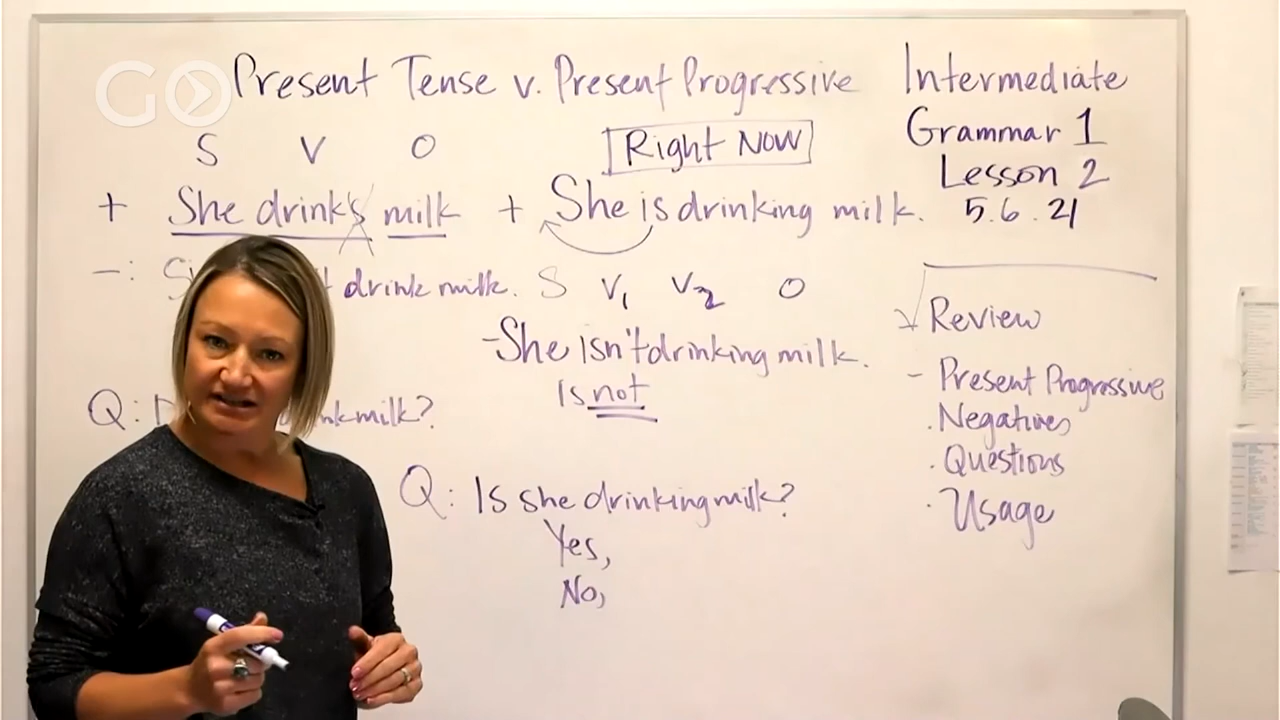 GO
Present Tense v. Present Progressive
S V O
Right Now
+ She drinks milk
+ She is drinking milk.
-: drink milk.
S V1 V2 O
-She isn't drinking milk.
Is not
Q: milk?
Q: Is she drinking milk?
Yes,
No,
Intermediate
Grammar 1
Lesson 2
5.6.21
Review
- Present Progressive
. Negatives
. Questions
. Usage